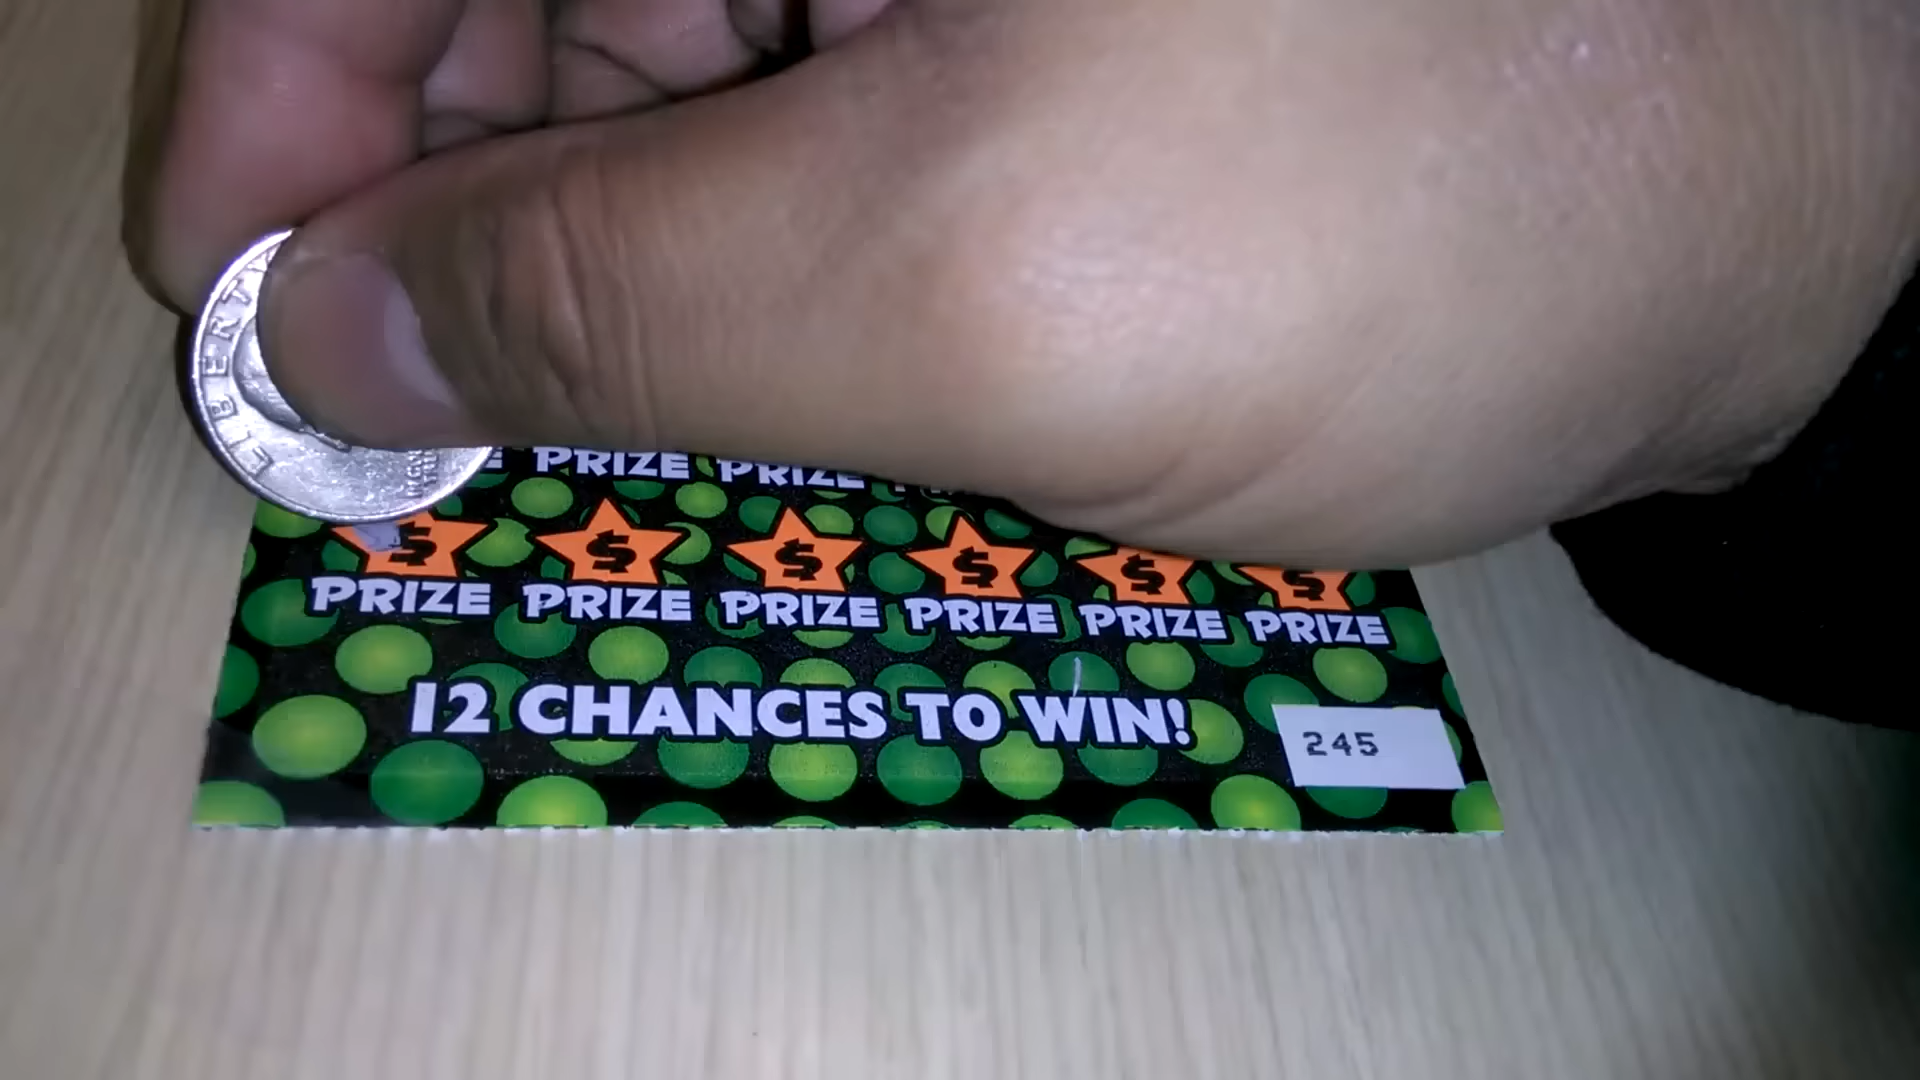 LIBERTY
PRIZE PRIZE
$ $ $ $ $ $
PRIZE PRIZE PRIZE PRIZE PRIZE PRIZE
12 CHANCES TO WIN!
245